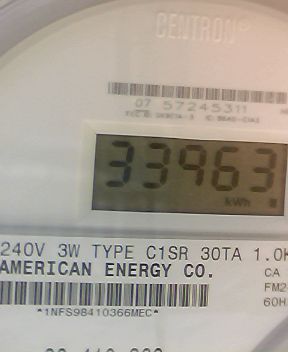 CENTRON®
07 57245311
33963
kWh
240V 3W TYPE C1SR 30TA 1.0K
AMERICAN ENERGY CO.
CA
FM2
60H
*1NFS98410366MEC*